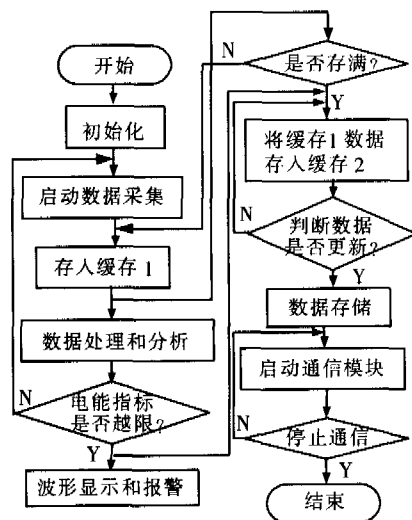 开始
初始化
启动数据采集
存入缓存1
数据处理和分析
N
电能指标
是否越限?
Y
波形显示和报警
N
是否存满?
Y
将缓存1数据
存入缓存2
N
判断数据
是否更新?
Y
数据存储
启动通信模块
N
停止通信
Y
结束